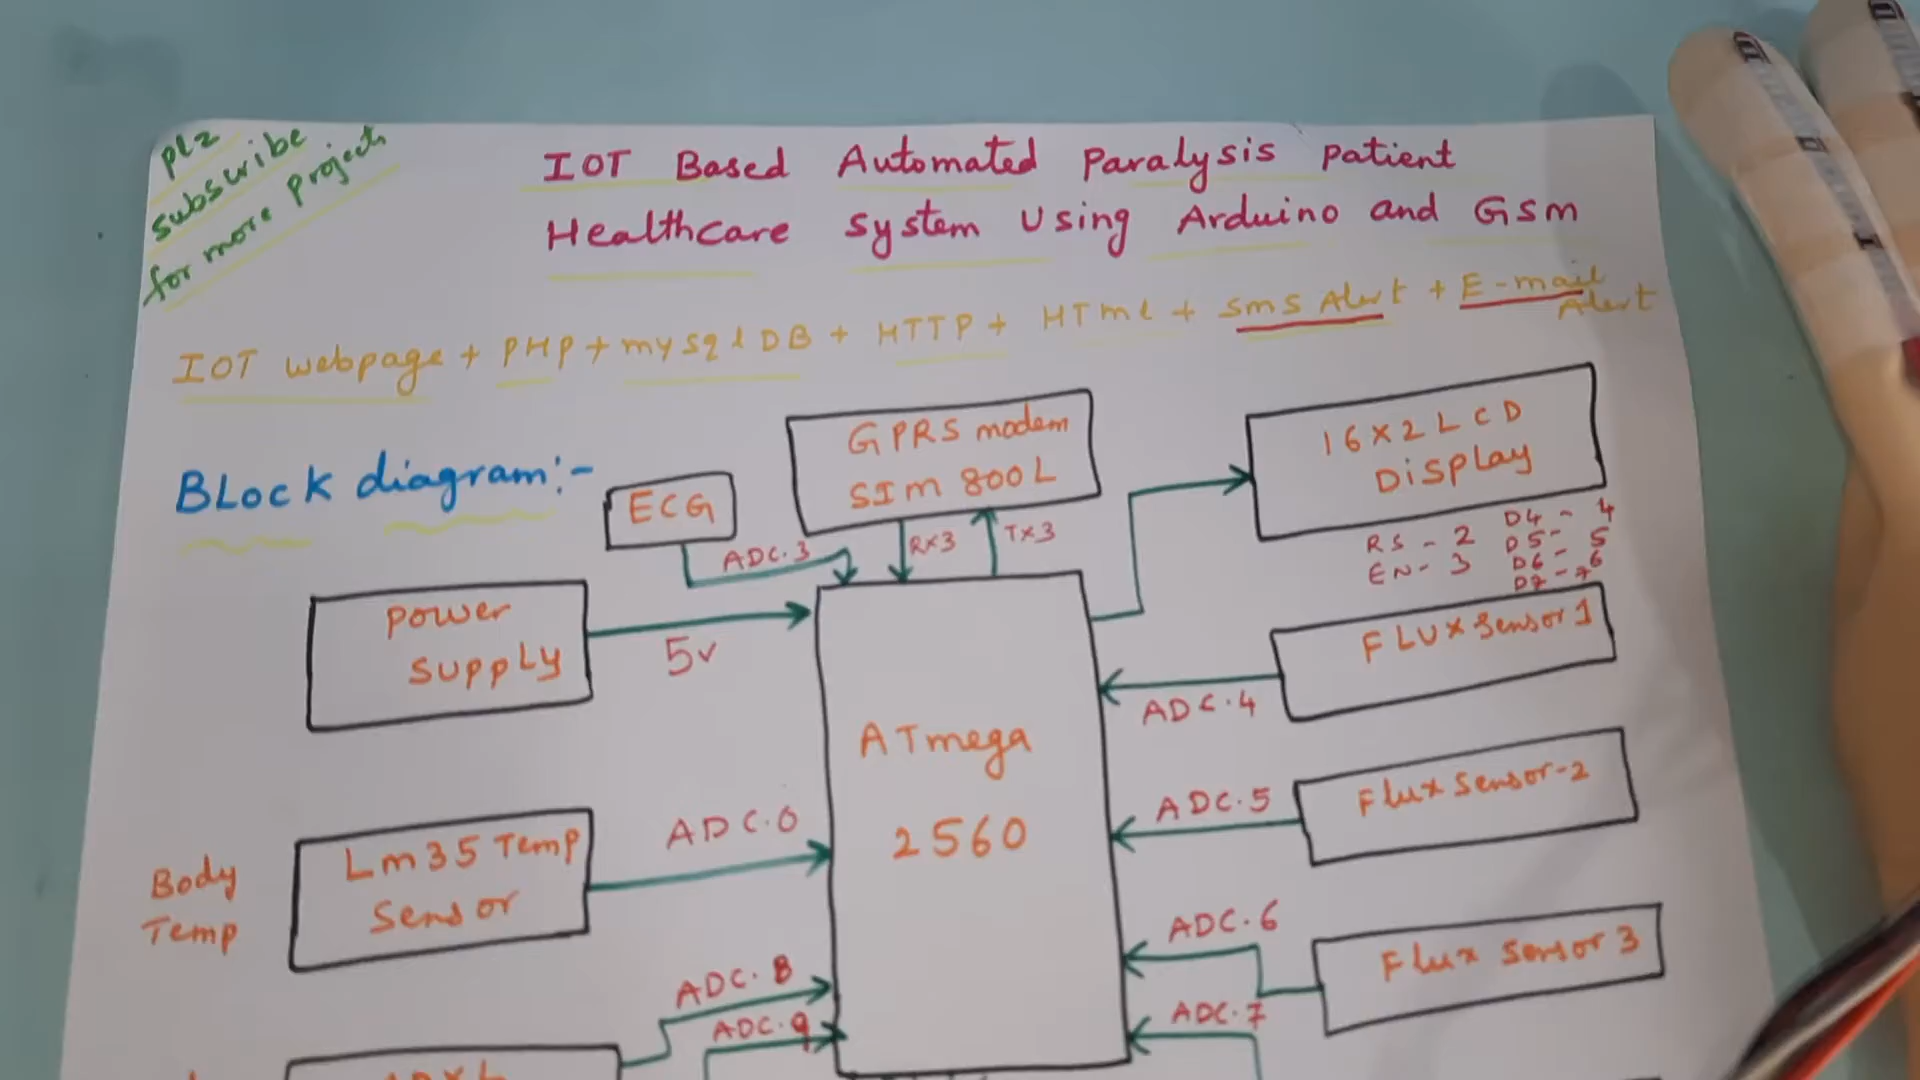 plz
subscribe
for more projects
IOT Based Automated Paralysis patient
Healthcare system Using Arduino and GSM
IOT webpage + PHP + mysql DB + HTTP + HTML + SMS Alert + E-mail
Alert
BLock diagram:-
ECG
GPRS modem
SIM 800L
16X2 LCD
Display
ADC.3
RX3
TX3
RS - 2
EN - 3
D4 - 4
D5 - 5
D6 - 6
D7 - 7
power
supply
5v
FLUX Sensor 1
ADC.4
ATmega
2560
Flux Sensor-2
ADC.5
Body
Temp
Lm35 Temp
Sensor
ADC.0
Flux Sensor 3
ADC.6
ADC.8
ADC.9
ADC.7
ADXL